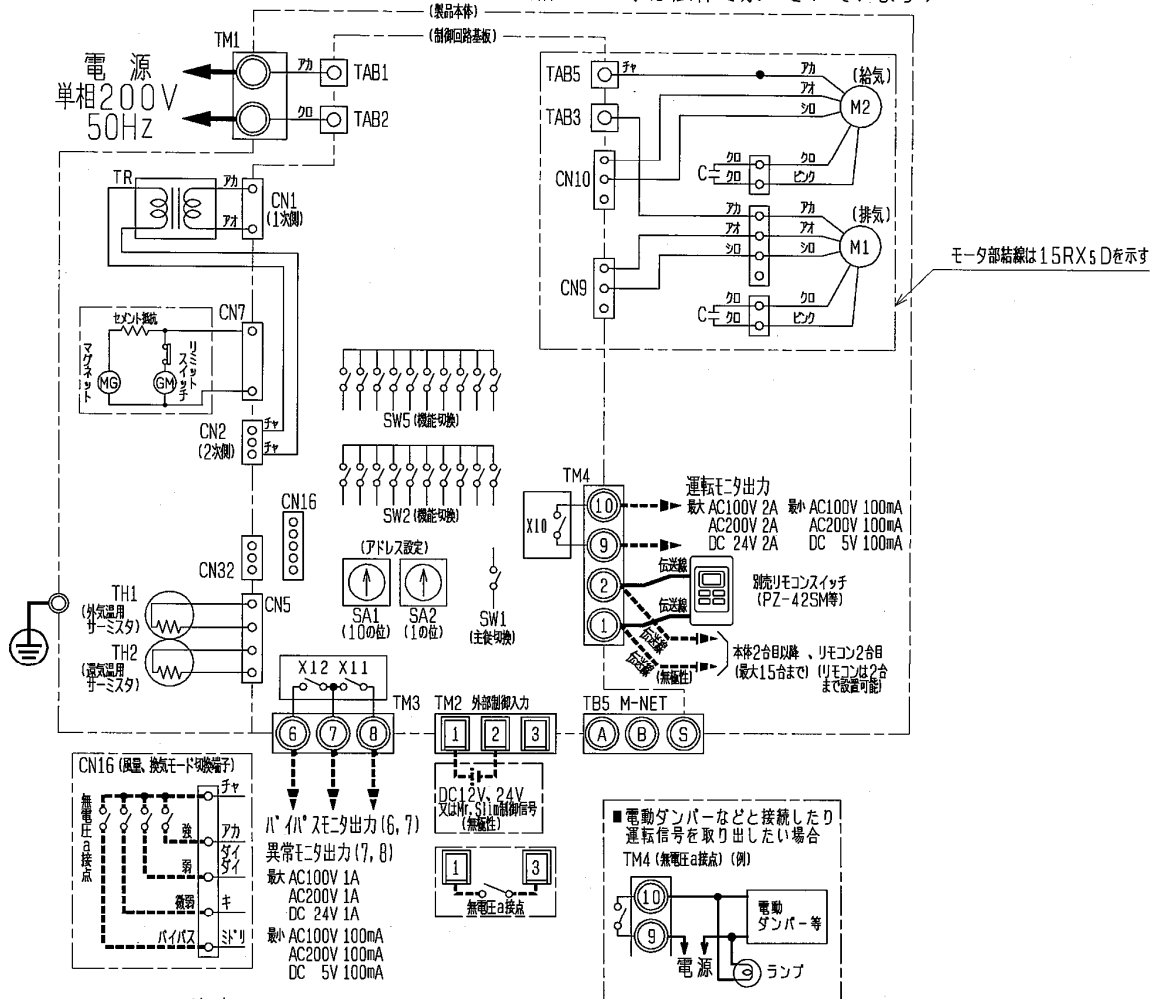 (製品本体)
(制御回路基板)
TM1
電源
単相200V
50Hz
アカ
TAB1
クロ
TAB2
TAB5
チャ
アカ
(給気)
アオ
シロ
M2
TAB3
CN10
C
クロ
クロ
クロ
ピンク
アカ
アカ
(排気)
アオ
アオ
シロ
シロ
M1
CN9
C
クロ
クロ
クロ
ピンク
モータ部結線は15RX5Dを示す
TR
アカ
CN1
(1次側)
アオ
セメント抵抗
CN7
マグネット
MG
GM
リミット
スイッチ
CN2
(2次側)
チャ
チャ
SW5(機能切換)
SW2(機能切換)
CN16
CN32
(アドレス設定)
SA1
(10の位)
SA2
(1の位)
SW1
(主従切換)
TH1
(外気温用
サーミスタ)
CN5
TH2
(還気温用
サーミスタ)
TM4
X10
10
9
2
1
運転モニタ出力
最大 AC100V 2A 最小 AC100V 100mA
AC200V 2A AC200V 100mA
DC 24V 2A DC 5V 100mA
伝送線
伝送線
別売リモコンスイッチ
(PZ-42SM等)
伝送線
伝送線
(無極性)
本体2台目以降、リモコン2台目
(最大15台まで)(リモコンは2台
まで設置可能)
X12 X11
TM3
6 7 8
TM2 外部制御入力
1 2 3
TB5 M-NET
A B S
DC12V、24V
又はMr.Slim制御信号
(無極性)
1 3
無電圧a接点
バイパスモニタ出力(6,7)
異常モニタ出力(7,8)
最大 AC100V 1A
AC200V 1A
DC 24V 1A
最小 AC100V 100mA
AC200V 100mA
DC 5V 100mA
CN16(風量、換気モード切換端子)
無電圧a接点
チャ
強
アカ
弱
ダイ
ダイ
微弱
キ
バイパス
ミドリ
■電動ダンパーなどと接続したり
運転信号を取り出したい場合
TM4(無電圧a接点)(例)
10
9
電源
電動
ダンパー等
ランプ